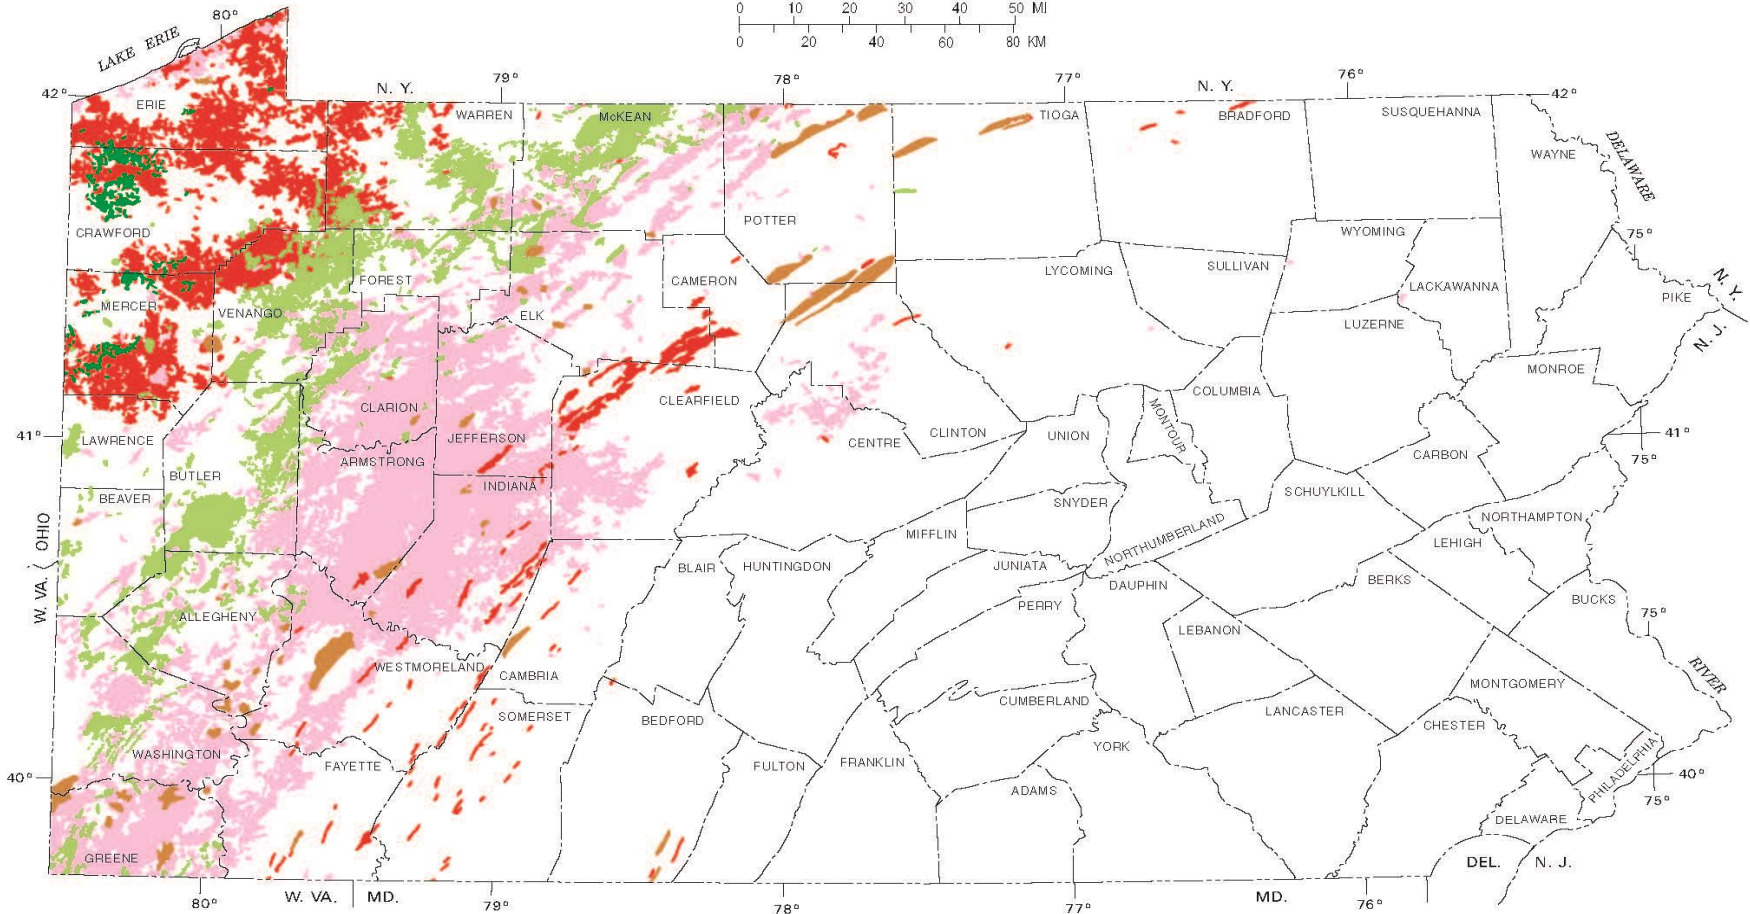 0 10 20 30 40 50 MI
0 20 40 60 80 KM
80°
LAKE ERIE
79°
78°
77°
76°
N. Y.
N. Y.
42°
42°
ERIE
WARREN
McKEAN
TIOGA
BRADFORD
SUSQUEHANNA
WAYNE
DELAWARE
CRAWFORD
POTTER
WYOMING
75°
FOREST
CAMERON
LYCOMING
SULLIVAN
LACKAWANNA
N. Y.
PIKE
MERCER
VENANGO
ELK
LUZERNE
N. J.
MONROE
CLARION
CLEARFIELD
COLUMBIA
MONTOUR
41°
LAWRENCE
JEFFERSON
CENTRE
CLINTON
UNION
41°
75°
ARMSTRONG
CARBON
BUTLER
INDIANA
BEAVER
SNYDER
SCHUYLKILL
NORTHAMPTON
OHIO
MIFFLIN
NORTHUMBERLAND
LEHIGH
W. VA.
BLAIR
HUNTINGDON
JUNIATA
DAUPHIN
BERKS
BUCKS
PERRY
75°
ALLEGHENY
LEBANON
WESTMORELAND
CAMBRIA
RIVER
MONTGOMERY
CUMBERLAND
SOMERSET
BEDFORD
LANCASTER
CHESTER
WASHINGTON
YORK
FAYETTE
FULTON
FRANKLIN
PHILADELPHIA
40°
40°
75°
ADAMS
DELAWARE
GREENE
DEL.
N. J.
80°
W. VA.
MD.
79°
78°
77°
MD.
76°